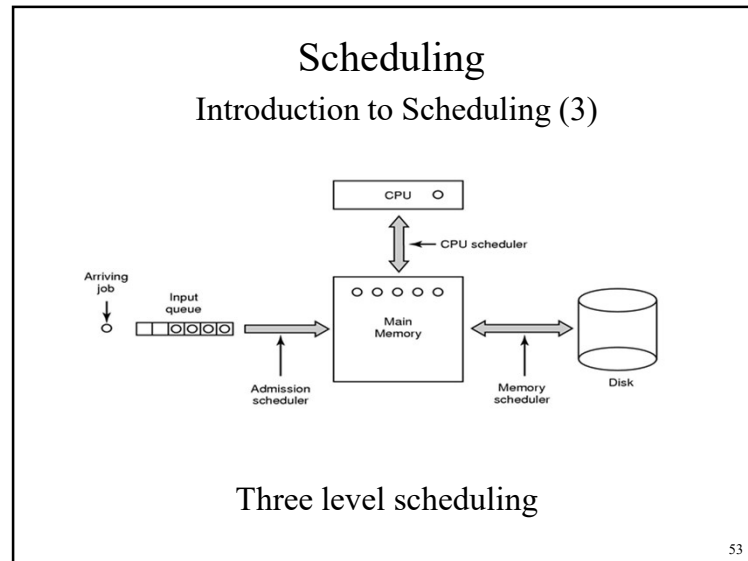 Scheduling
Introduction to Scheduling (3)
CPU
CPU scheduler
Arriving
job
Input
queue
Main
Memory
Admission
scheduler
Memory
scheduler
Disk
Three level scheduling
53